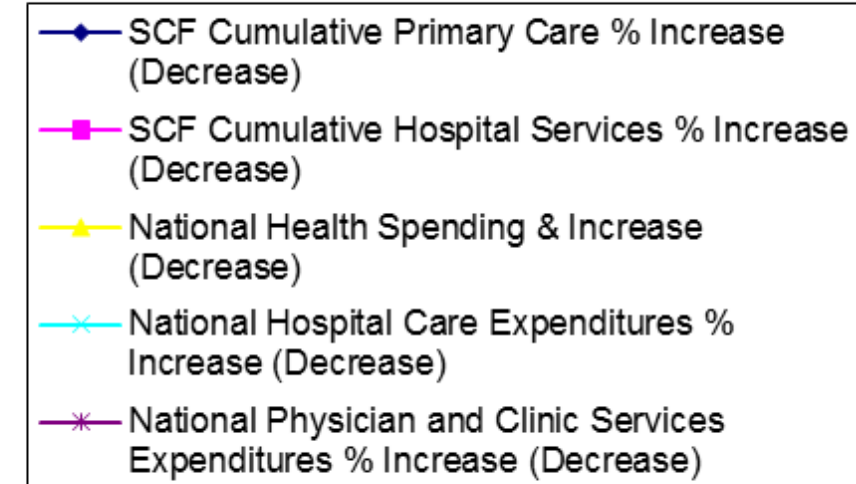 SCF Cumulative Primary Care % Increase
(Decrease)
SCF Cumulative Hospital Services % Increase
(Decrease)
National Health Spending & Increase
(Decrease)
National Hospital Care Expenditures %
Increase (Decrease)
National Physician and Clinic Services
Expenditures % Increase (Decrease)